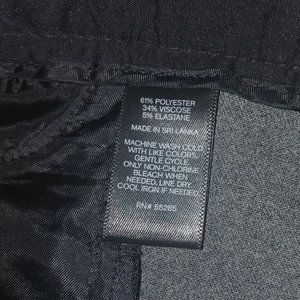 61% POLYESTER
34% VISCOSE
5% ELASTANE
MADE IN SRI LANKA
MACHINE WASH COLD
WITH LIKE COLORS,
GENTLE CYCLE.
ONLY NON-CHLORINE
BLEACH WHEN
NEEDED. LINE DRY.
COOL IRON IF NEEDED.
RN# 55285